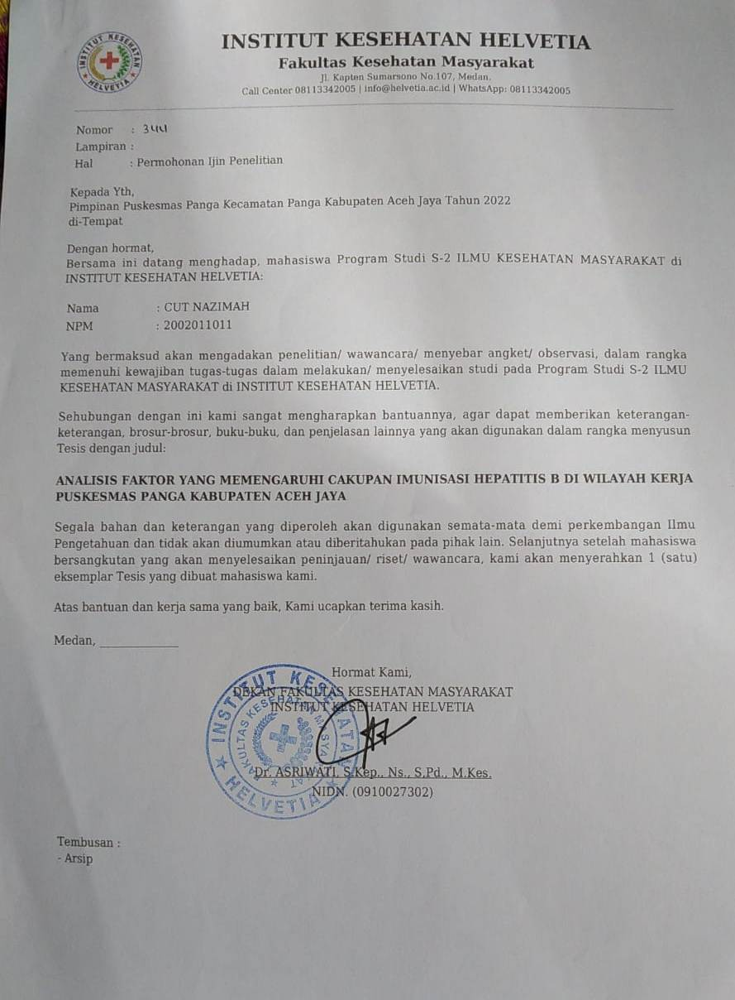 INSTITUT KESEHATAN HELVETIA
INSTITUT KESEHATAN HELVETIA
Fakultas Kesehatan Masyarakat
Jl. Kapten Sumarsono No.107, Medan.
Call Center 08113342005 | info@helvetia.ac.id | WhatsApp: 08113342005
Nomor : 344
Lampiran :
Hal : Permohonan Ijin Penelitian
Kepada Yth,
Pimpinan Puskesmas Panga Kecamatan Panga Kabupaten Aceh Jaya Tahun 2022
di-Tempat
Dengan hormat,
Bersama ini datang menghadap, mahasiswa Program Studi S-2 ILMU KESEHATAN MASYARAKAT di
INSTITUT KESEHATAN HELVETIA:
Nama : CUT NAZIMAH
NPM : 2002011011
Yang bermaksud akan mengadakan penelitian/ wawancara/ menyebar angket/ observasi, dalam rangka
memenuhi kewajiban tugas-tugas dalam melakukan/ menyelesaikan studi pada Program Studi S-2 ILMU
KESEHATAN MASYARAKAT di INSTITUT KESEHATAN HELVETIA.
Sehubungan dengan ini kami sangat mengharapkan bantuannya, agar dapat memberikan keterangan-
keterangan, brosur-brosur, buku-buku, dan penjelasan lainnya yang akan digunakan dalam rangka menyusun
Tesis dengan judul:
ANALISIS FAKTOR YANG MEMENGARUHI CAKUPAN IMUNISASI HEPATITIS B DI WILAYAH KERJA
PUSKESMAS PANGA KABUPATEN ACEH JAYA
Segala bahan dan keterangan yang diperoleh akan digunakan semata-mata demi perkembangan Ilmu
Pengetahuan dan tidak akan diumumkan atau diberitahukan pada pihak lain. Selanjutnya setelah mahasiswa
bersangkutan yang akan menyelesaikan peninjauan/ riset/ wawancara, kami akan menyerahkan 1 (satu)
eksemplar Tesis yang dibuat mahasiswa kami.
Atas bantuan dan kerja sama yang baik, Kami ucapkan terima kasih.
Medan, ____________
Hormat Kami,
DEKAN FAKULTAS KESEHATAN MASYARAKAT
INSTITUT KESEHATAN HELVETIA
INSTITUT KESEHATAN HELVETIA
FAKULTAS KESEHATAN MASYARAKAT
Dr. ASRIWATI, S.Kep., Ns., S.Pd., M.Kes.
NIDN. (0910027302)
Tembusan :
- Arsip